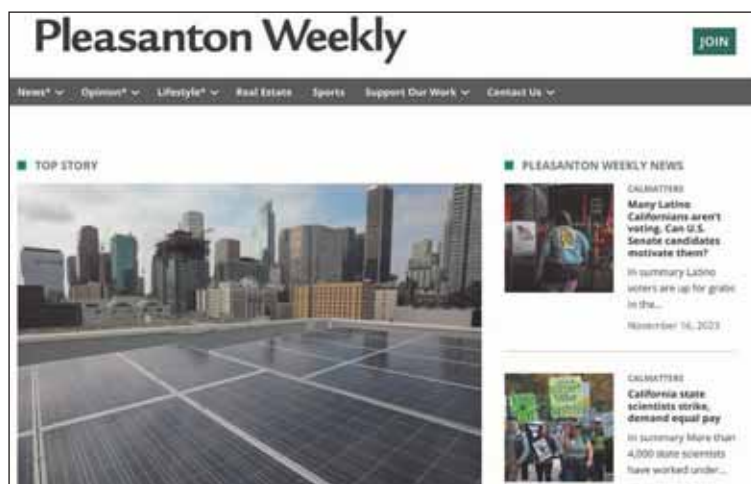 Pleasanton Weekly
JOIN
News* Opinion* Lifestyle* Real Estate Sports Support Our Work Contact Us
TOP STORY
PLEASANTON WEEKLY NEWS
CALMATTERS
Many Latino
Californians aren't
voting. Can U.S.
Senate candidates
motivate them?
In summary Latino
voters are up for grabs
in the...
November 16, 2023
CALMATTERS
California state
scientists strike,
demand equal pay
In summary More than
4,000 state scientists
have worked under...